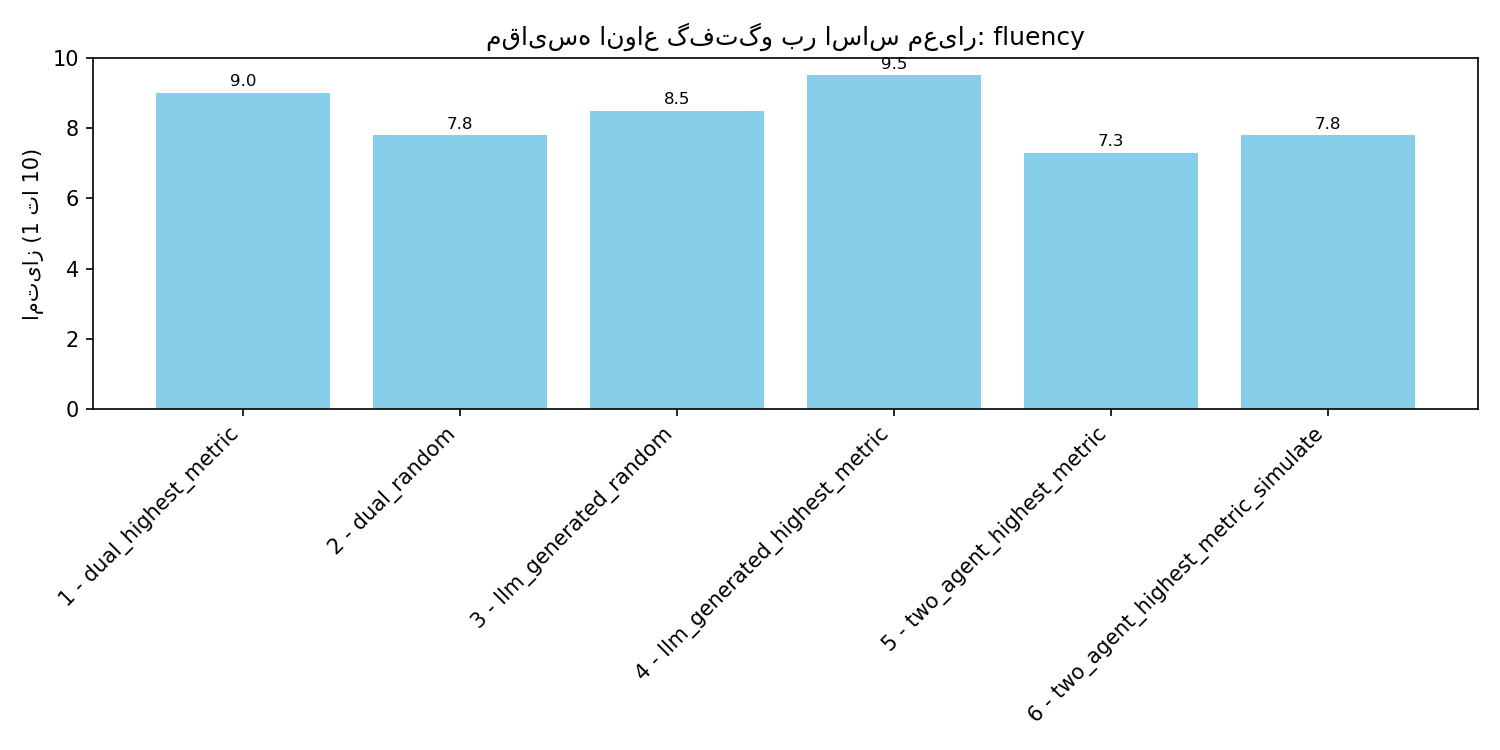 مقایسه انواع گفتگو بر اساس معیار: fluency
امتیاز (1 تا 10)
10
8
6
4
2
0
9.0
7.8
8.5
9.5
7.3
7.8
1 - dual_highest_metric
2 - dual_random
3 - llm_generated_random
4 - llm_generated_highest_metric
5 - two_agent_highest_metric
6 - two_agent_highest_metric_simulate